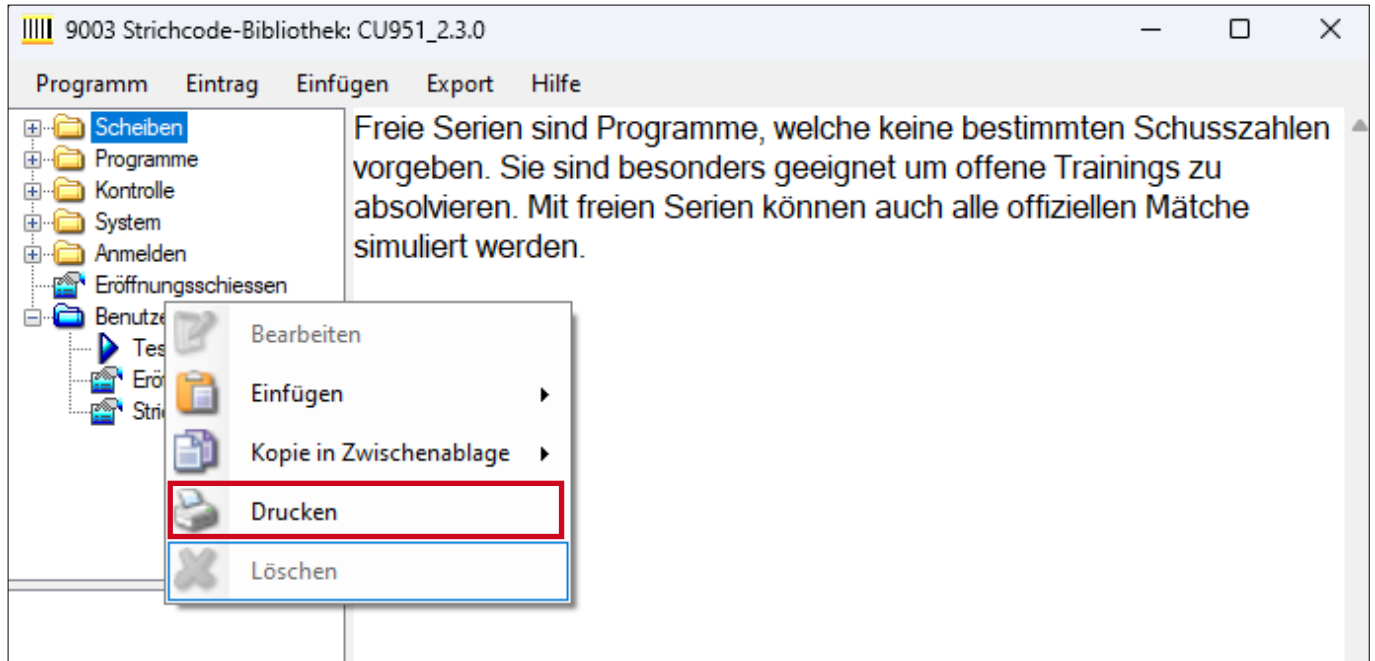 9003 Strichcode-Bibliothek: CU951_2.3.0
Programm Eintrag Einfügen Export Hilfe
Scheiben
Programme
Kontrolle
System
Anmelden
Eröffnungsschiessen
Freie Serien sind Programme, welche keine bestimmten Schusszahlen
vorgeben. Sie sind besonders geeignet um offene Trainings zu
absolvieren. Mit freien Serien können auch alle offiziellen Mätche
simuliert werden.
Bearbeiten
Einfügen
Kopie in Zwischenablage
Drucken
Löschen